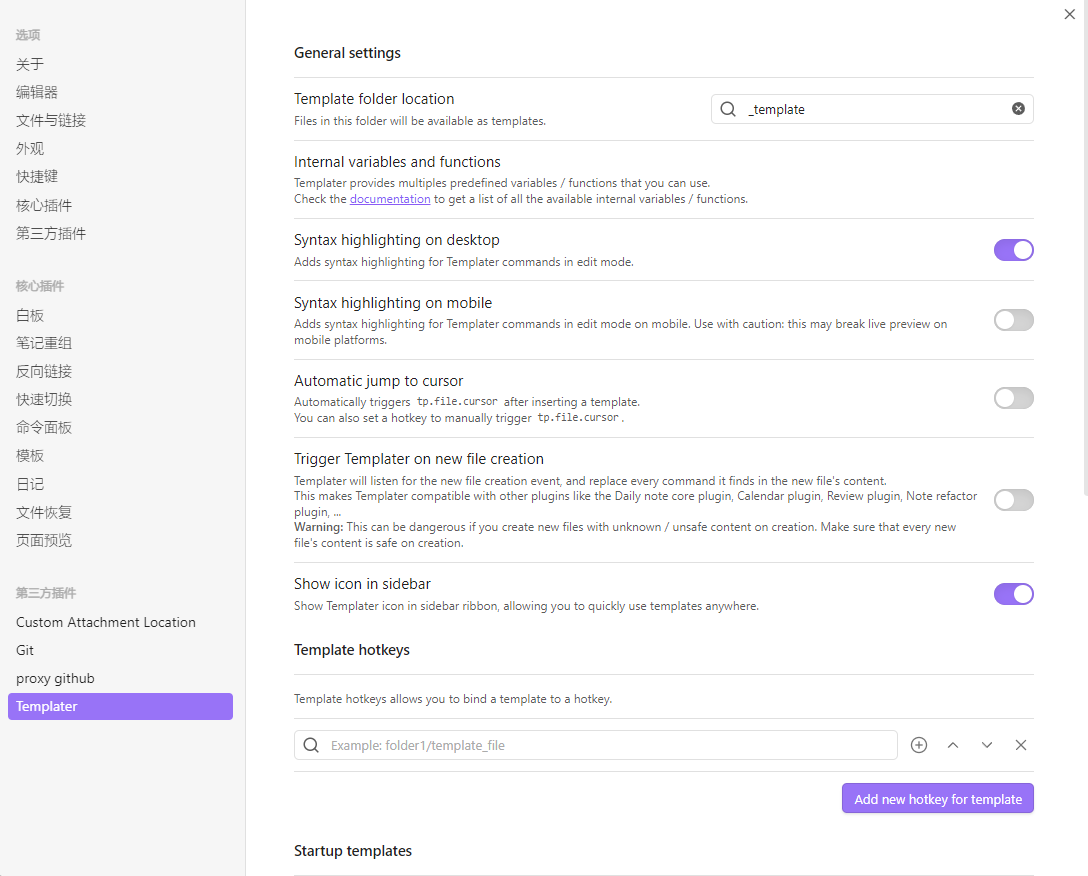 选项
关于
编辑器
文件与链接
外观
快捷键
核心插件
第三方插件
核心插件
白板
笔记重组
反向链接
快速切换
命令面板
模板
日记
文件恢复
页面预览
第三方插件
Custom Attachment Location
Git
proxy github
Templater
General settings
Template folder location
Files in this folder will be available as templates.
_template
Internal variables and functions
Templater provides multiples predefined variables / functions that you can use.
Check the documentation to get a list of all the available internal variables / functions.
Syntax highlighting on desktop
Adds syntax highlighting for Templater commands in edit mode.
Syntax highlighting on mobile
Adds syntax highlighting for Templater commands in edit mode on mobile. Use with caution: this may break live preview on
mobile platforms.
Automatic jump to cursor
Automatically triggers tp.file.cursor after inserting a template.
You can also set a hotkey to manually trigger tp.file.cursor.
Trigger Templater on new file creation
Templater will listen for the new file creation event, and replace every command it finds in the new file's content.
This makes Templater compatible with other plugins like the Daily note core plugin, Calendar plugin, Review plugin, Note refactor
plugin, ...
Warning: This can be dangerous if you create new files with unknown / unsafe content on creation. Make sure that every new
file's content is safe on creation.
Show icon in sidebar
Show Templater icon in sidebar ribbon, allowing you to quickly use templates anywhere.
Template hotkeys
Template hotkeys allows you to bind a template to a hotkey.
Example: folder1/template_file
Add new hotkey for template
Startup templates